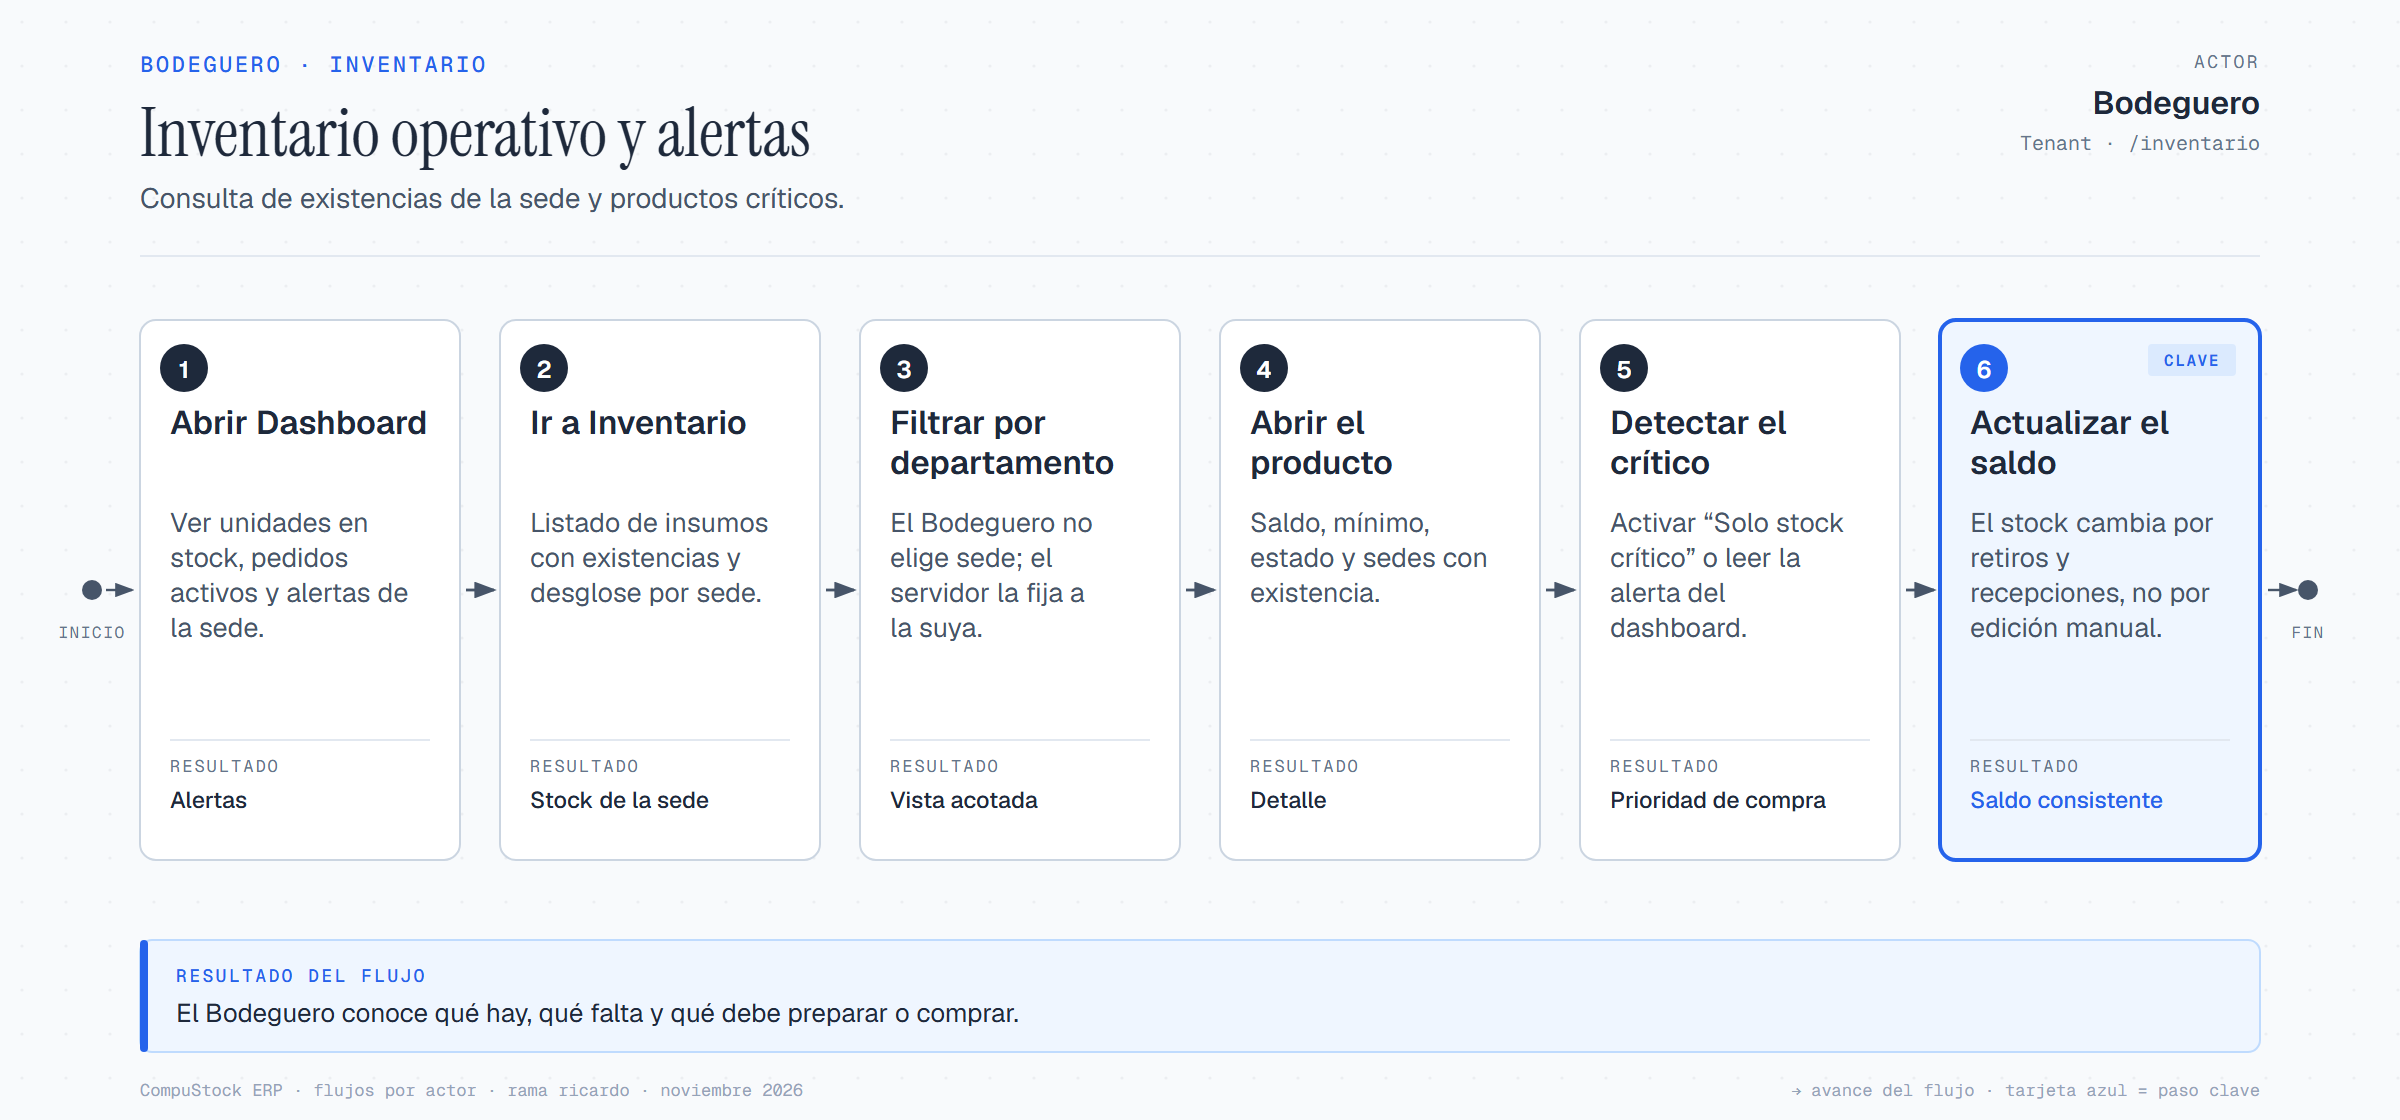 BODEGUERO · INVENTARIO
Inventario operativo y alertas
Consulta de existencias de la sede y productos críticos.
ACTOR
Bodeguero
Tenant · /inventario
INICIO
1
Abrir Dashboard
Ver unidades en
stock, pedidos
activos y alertas de
la sede.
RESULTADO
Alertas
2
Ir a Inventario
Listado de insumos
con existencias y
desglose por sede.
RESULTADO
Stock de la sede
3
Filtrar por
departamento
El Bodeguero no
elige sede; el
servidor la fija a
la suya.
RESULTADO
Vista acotada
4
Abrir el
producto
Saldo, mínimo,
estado y sedes con
existencia.
RESULTADO
Detalle
5
Detectar el
crítico
Activar “Solo stock
crítico” o leer la
alerta del
dashboard.
RESULTADO
Prioridad de compra
6
CLAVE
Actualizar el
saldo
El stock cambia por
retiros y
recepciones, no por
edición manual.
RESULTADO
Saldo consistente
FIN
RESULTADO DEL FLUJO
El Bodeguero conoce qué hay, qué falta y qué debe preparar o comprar.
CompuStock ERP · flujos por actor · rama ricardo · noviembre 2026
→ avance del flujo · tarjeta azul = paso clave